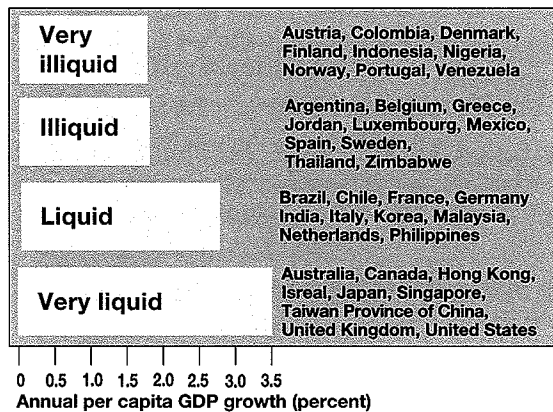 Very
illiquid
Austria, Colombia, Denmark,
Finland, Indonesia, Nigeria,
Norway, Portugal, Venezuela
Illiquid
Argentina, Belgium, Greece,
Jordan, Luxembourg, Mexico,
Spain, Sweden,
Thailand, Zimbabwe
Liquid
Brazil, Chile, France, Germany
India, Italy, Korea, Malaysia,
Netherlands, Philippines
Very liquid
Australia, Canada, Hong Kong,
Isreal, Japan, Singapore,
Taiwan Province of China,
United Kingdom, United States
0 0.5 1.0 1.5 2.0 2.5 3.0 3.5
Annual per capita GDP growth (percent)